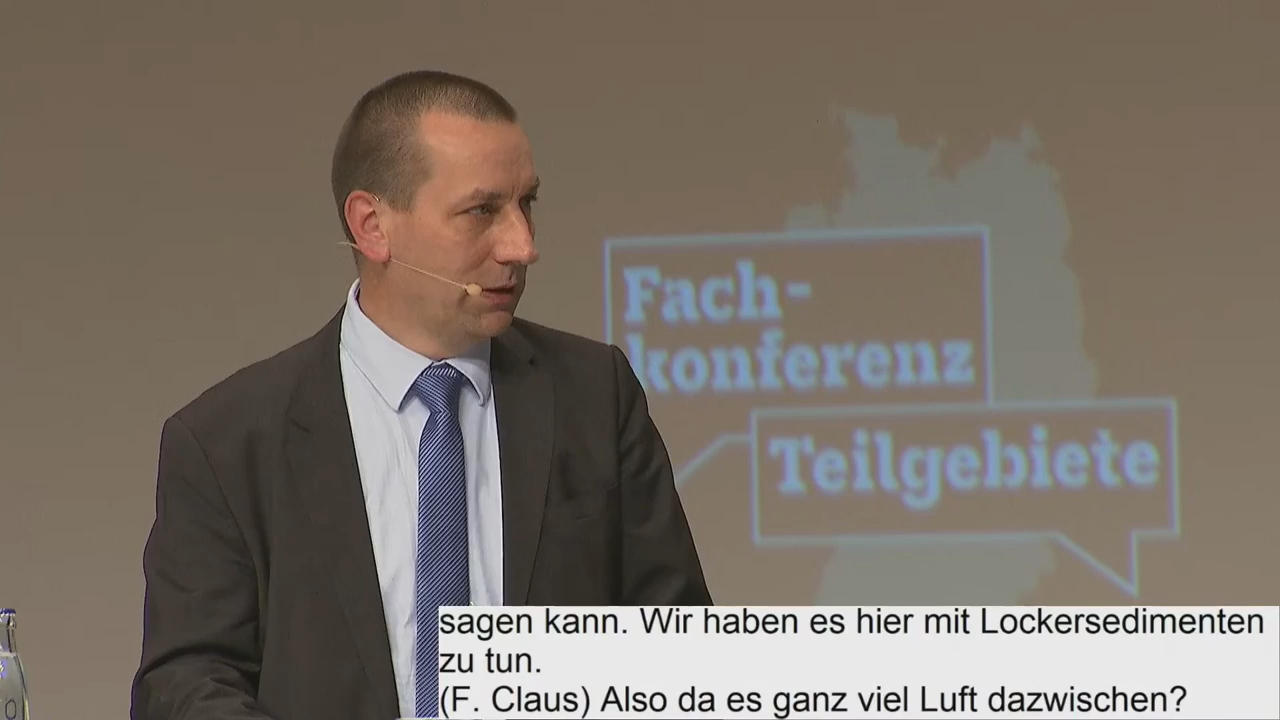 Fach-
konferenz
Teilgebiete
sagen kann. Wir haben es hier mit Lockersedimenten
zu tun.
(F. Claus) Also da es ganz viel Luft dazwischen?